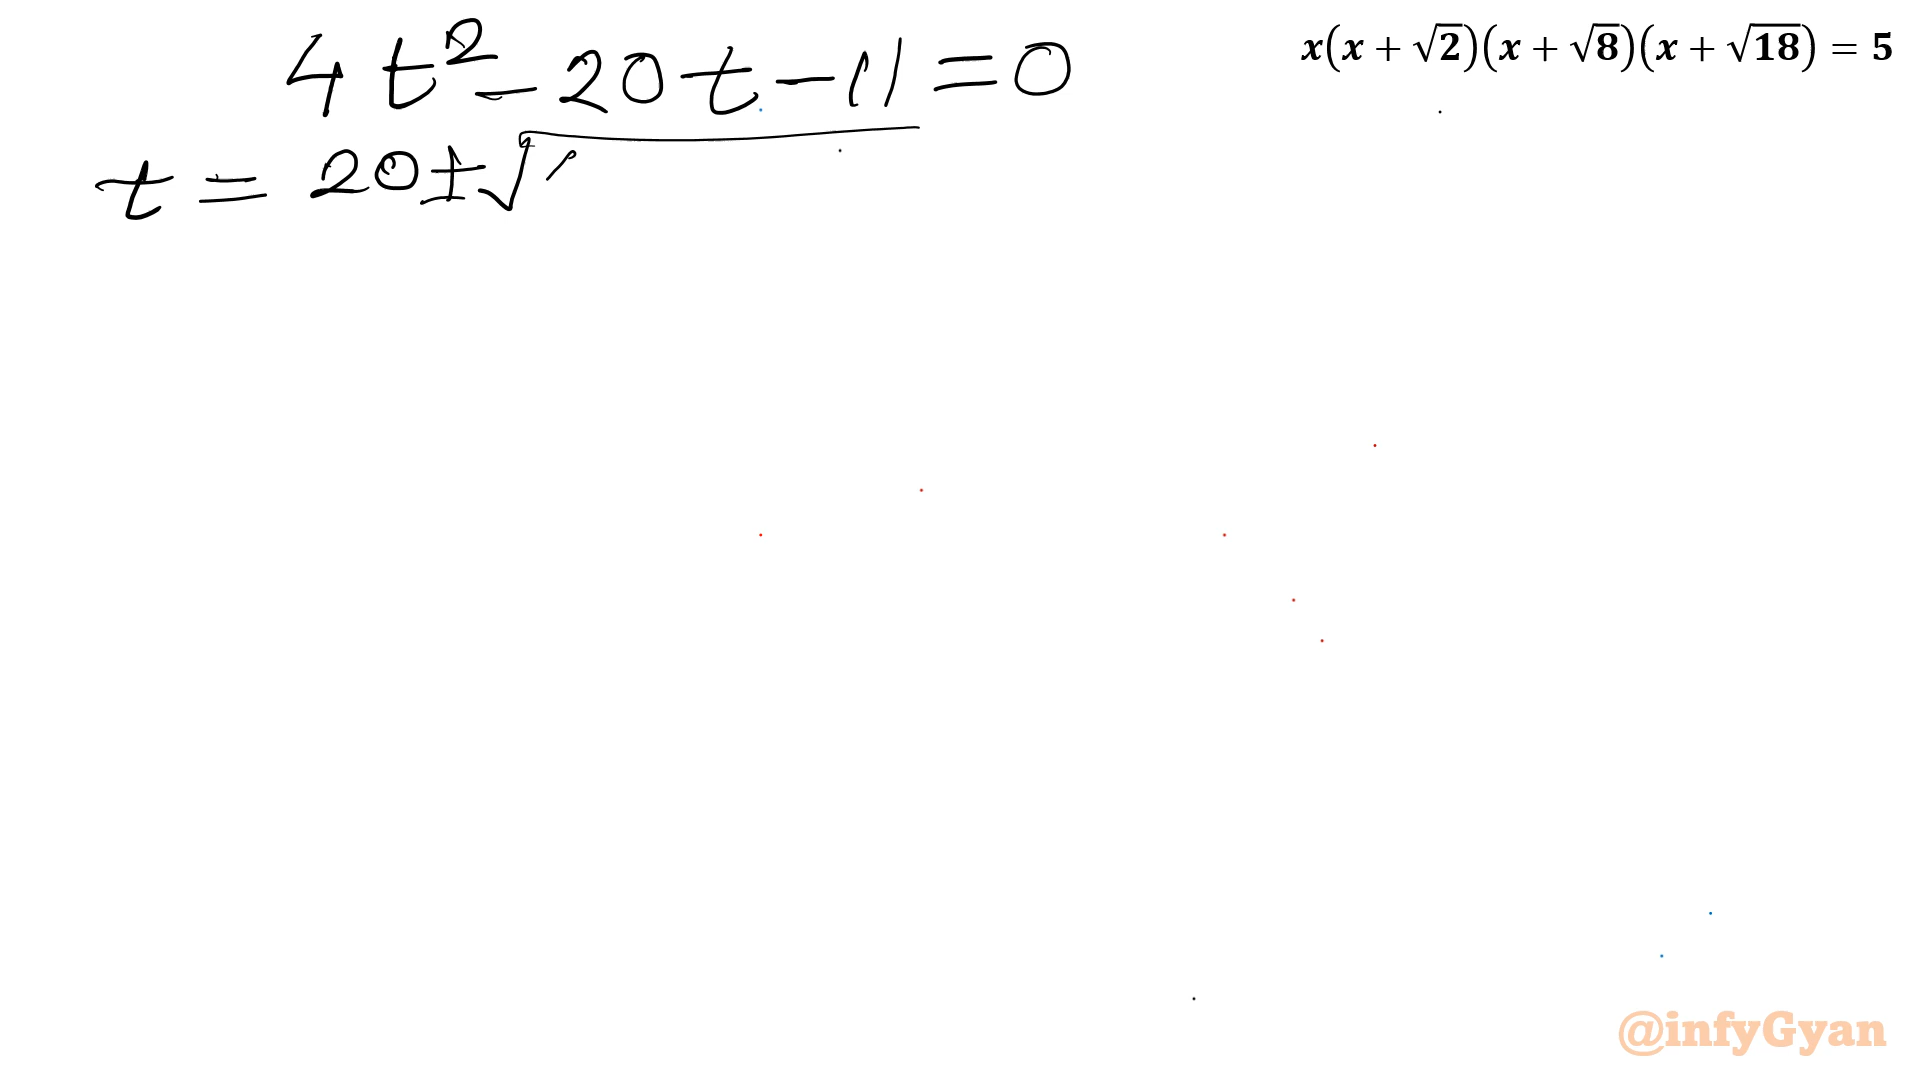 4t² - 20t - 11 = 0
x(x + √2)(x + √8)(x + √18) = 5
t = 20 ± √
@infyGyan